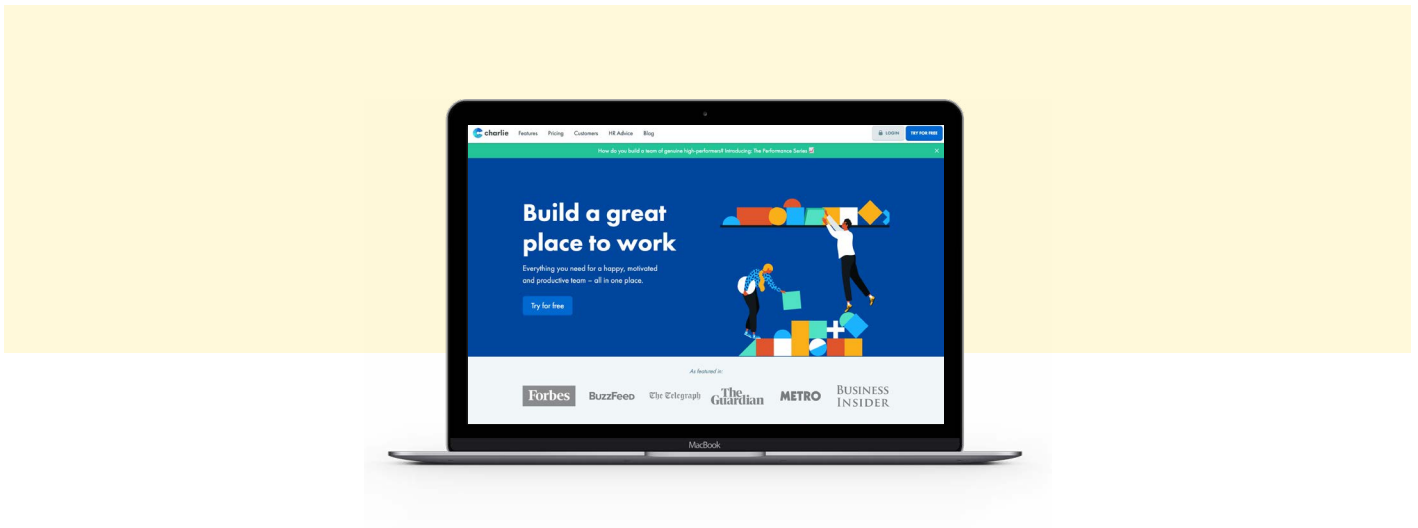 charlie Features Pricing Customers HR Advice Blog LOGIN TRY FOR FREE
How do you build a team of genuine high-performers? Introducing: The Performance Series
Build a great
place to work
Everything you need for a happy, motivated
and productive team – all in one place.
Try for free
As featured in:
Forbes BuzzFeed The Telegraph The Guardian METRO BUSINESS INSIDER
MacBook